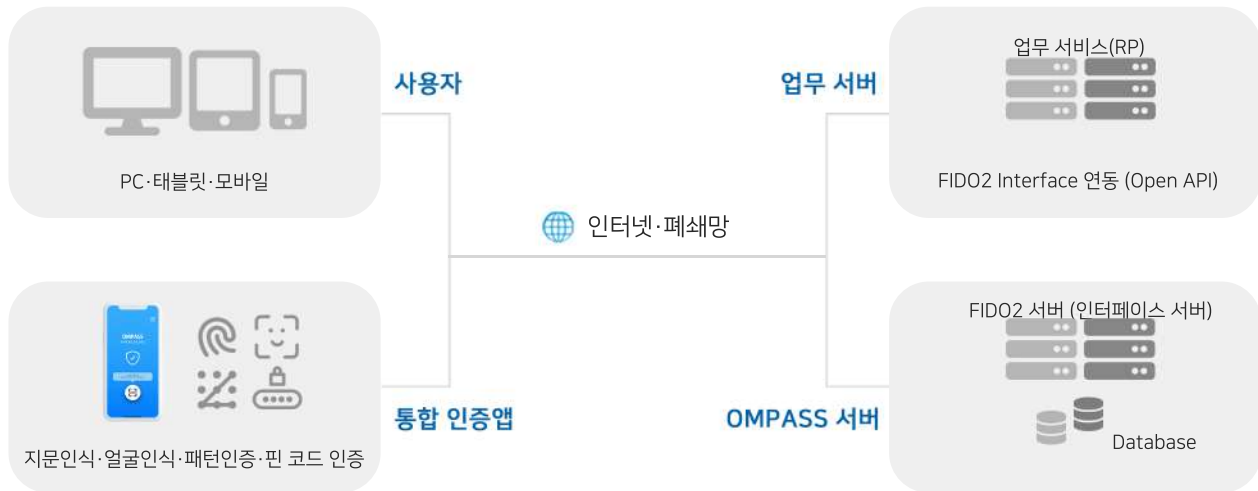 사용자
PC·태블릿·모바일
업무 서버
업무 서비스(RP)
FIDO2 Interface 연동 (Open API)
인터넷·폐쇄망
OMPASS
통합 인증앱
지문인식·얼굴인식·패턴인증·핀 코드 인증
OMPASS 서버
FIDO2 서버 (인터페이스 서버)
Database